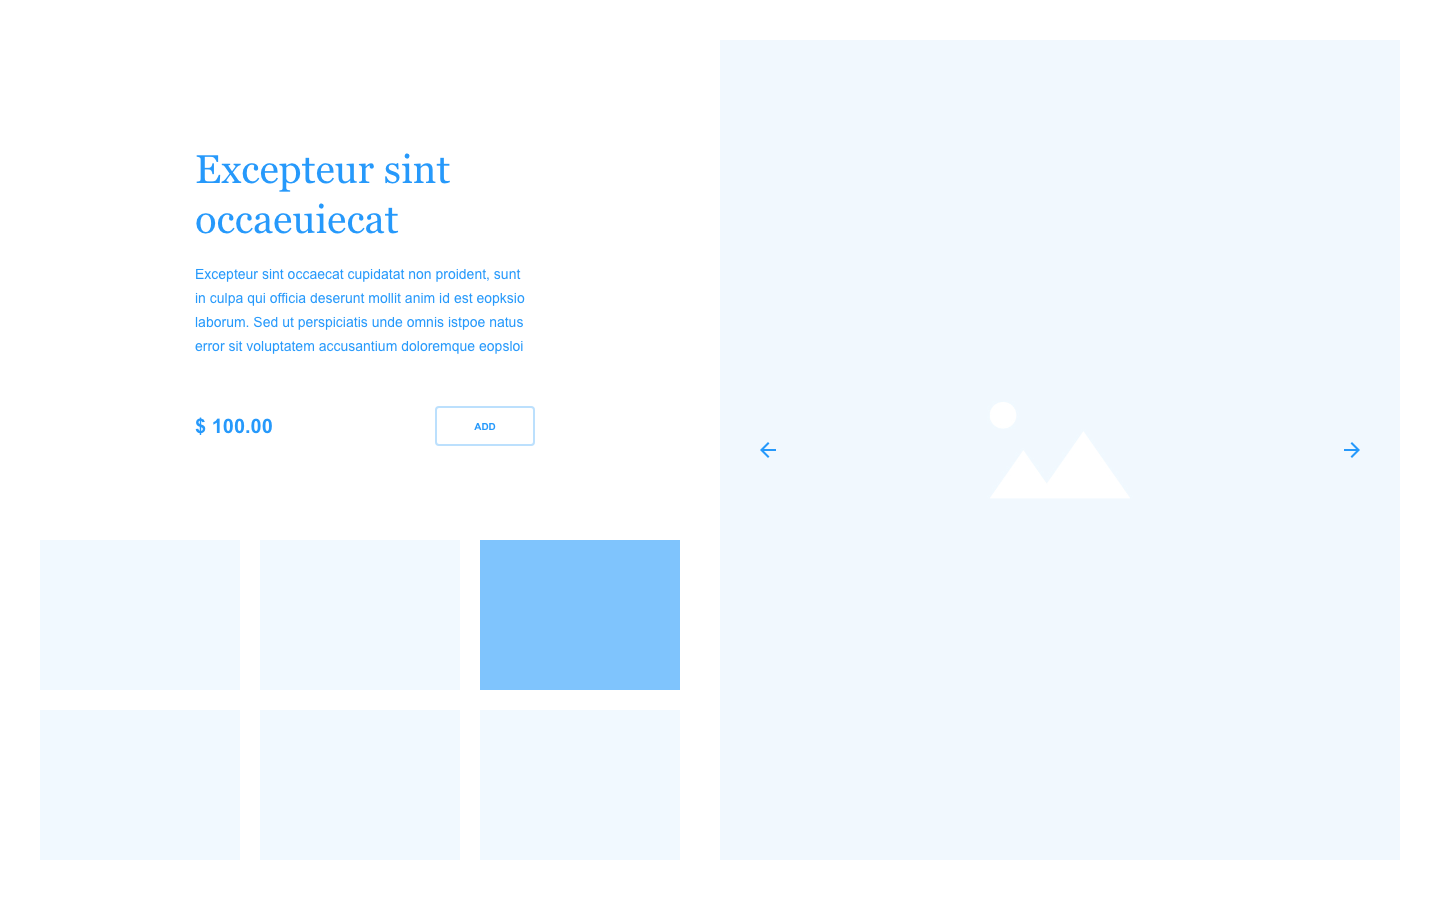 Excepteur sint
occaeuiecat
Excepteur sint occaecat cupidatat non proident, sunt
in culpa qui officia deserunt mollit anim id est eopksio
laborum. Sed ut perspiciatis unde omnis istpoe natus
error sit voluptatem accusantium doloremque eopsloi
$ 100.00
ADD